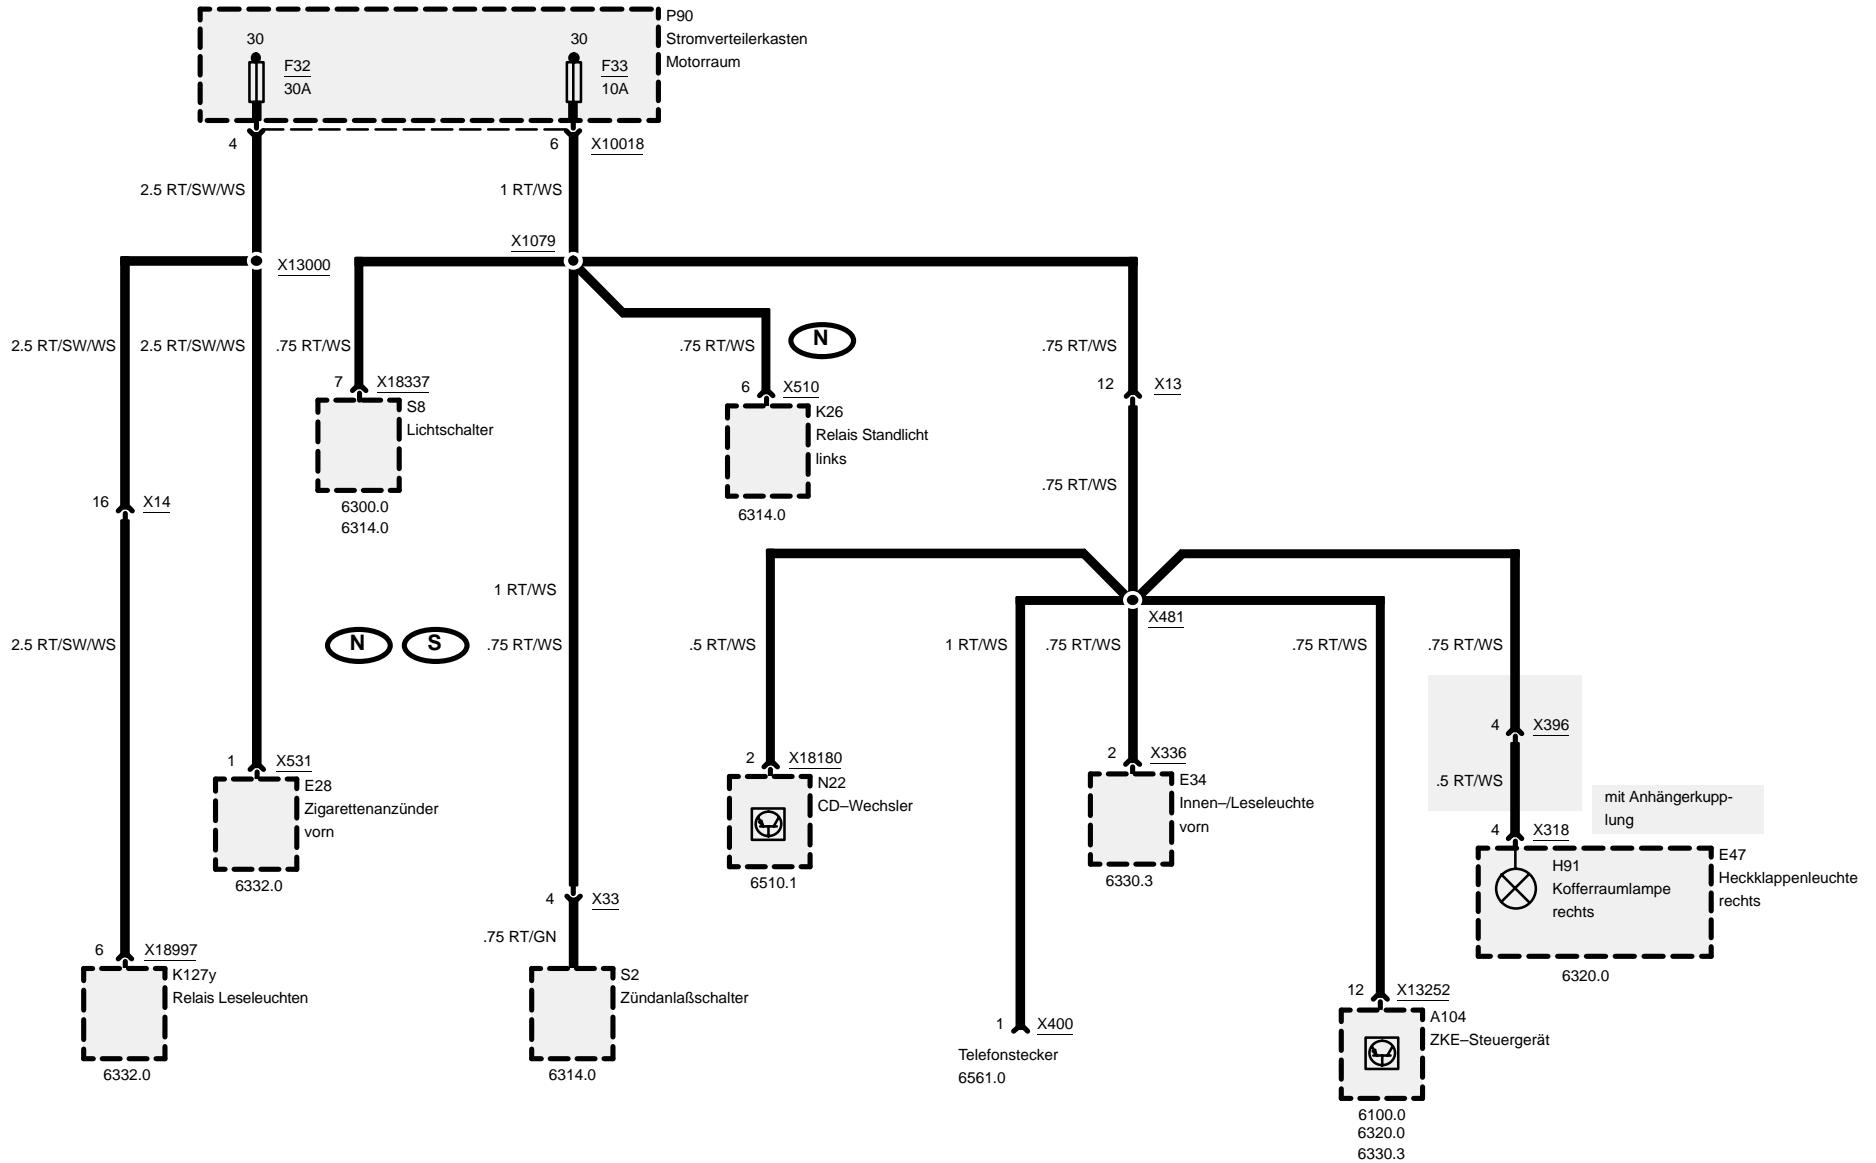 P90
Stromverteilerkasten
Motorraum
30
F32
30A
30
F33
10A
4
6
X10018
2.5 RT/SW/WS
1 RT/WS
X13000
X1079
2.5 RT/SW/WS
2.5 RT/SW/WS
.75 RT/WS
.75 RT/WS
N
.75 RT/WS
7
X18337
S8
Lichtschalter
6300.0
6314.0
6
X510
K26
Relais Standlicht
links
6314.0
12
X13
.75 RT/WS
16
X14
1 RT/WS
X481
2.5 RT/SW/WS
N
S
.75 RT/WS
.5 RT/WS
1 RT/WS
.75 RT/WS
.75 RT/WS
.75 RT/WS
4
X396
.5 RT/WS
mit Anhängerkupp-
lung
1
X531
E28
Zigarettenanzünder
vorn
6332.0
2
X18180
N22
CD–Wechsler
6510.1
2
X336
E34
Innen–/Leseleuchte
vorn
6330.3
4
X318
H91
Kofferraumlampe
rechts
E47
Heckklappenleuchte
rechts
6320.0
4
X33
.75 RT/GN
6
X18997
K127y
Relais Leseleuchten
6332.0
S2
Zündanlaßschalter
6314.0
1
X400
Telefonstecker
6561.0
12
X13252
A104
ZKE–Steuergerät
6100.0
6320.0
6330.3